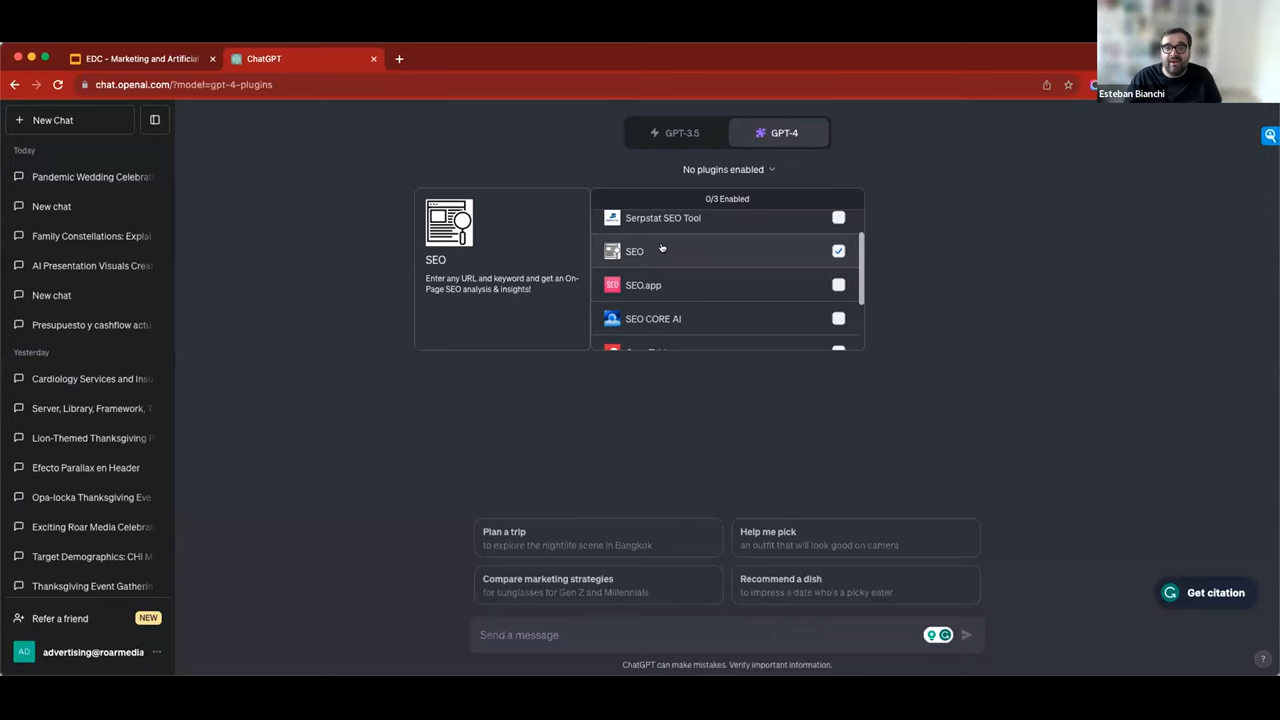 EDC - Marketing and Artificial
ChatGPT
chat.openai.com/?model=gpt-4-plugins
Esteban Bianchi
New Chat
Today
Pandemic Wedding Celebrat
New chat
Family Constellations: Explai
AI Presentation Visuals Crea
New chat
Presupuesto y cashflow actu
Yesterday
Cardiology Services and Insu
Server, Library, Framework, T
Lion-Themed Thanksgiving P
Efecto Parallax en Header
Opa-locka Thanksgiving Eve
Exciting Roar Media Celebrat
Target Demographics: CHI M
Thanksgiving Event Gatherin
Refer a friend
NEW
AD
advertising@roarmedia
GPT-3.5
GPT-4
No plugins enabled
0/3 Enabled
SEO
Enter any URL and keyword and get an On-
Page SEO analysis & insights!
Serpstat SEO Tool
SEO
SEO SEO.app
SEO CORE AI
Plan a trip
to explore the nightlife scene in Bangkok
Help me pick
an outfit that will look good on camera
Compare marketing strategies
for sunglasses for Gen Z and Millennials
Recommend a dish
to impress a date who's a picky eater
Get citation
Send a message
ChatGPT can make mistakes. Verify important information.
?